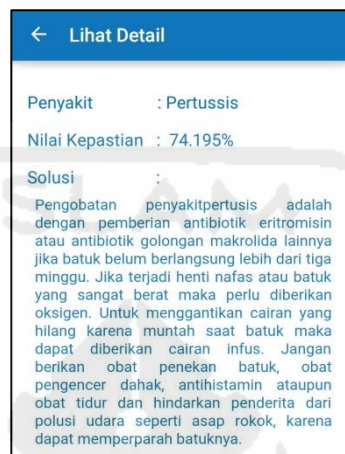 Lihat Detail
Penyakit : Pertussis
Nilai Kepastian : 74.195%
Solusi :
Pengobatan penyakitpertusis adalah
dengan pemberian antibiotik eritromisin
atau antibiotik golongan makrolida lainnya
jika batuk belum berlangsung lebih dari tiga
minggu. Jika terjadi henti nafas atau batuk
yang sangat berat maka perlu diberikan
oksigen. Untuk menggantikan cairan yang
hilang karena muntah saat batuk maka
dapat diberikan cairan infus. Jangan
berikan obat penekan batuk, obat
pengencer dahak, antihistamin ataupun
obat tidur dan hindarkan penderita dari
polusi udara seperti asap rokok, karena
dapat memperparah batuknya.